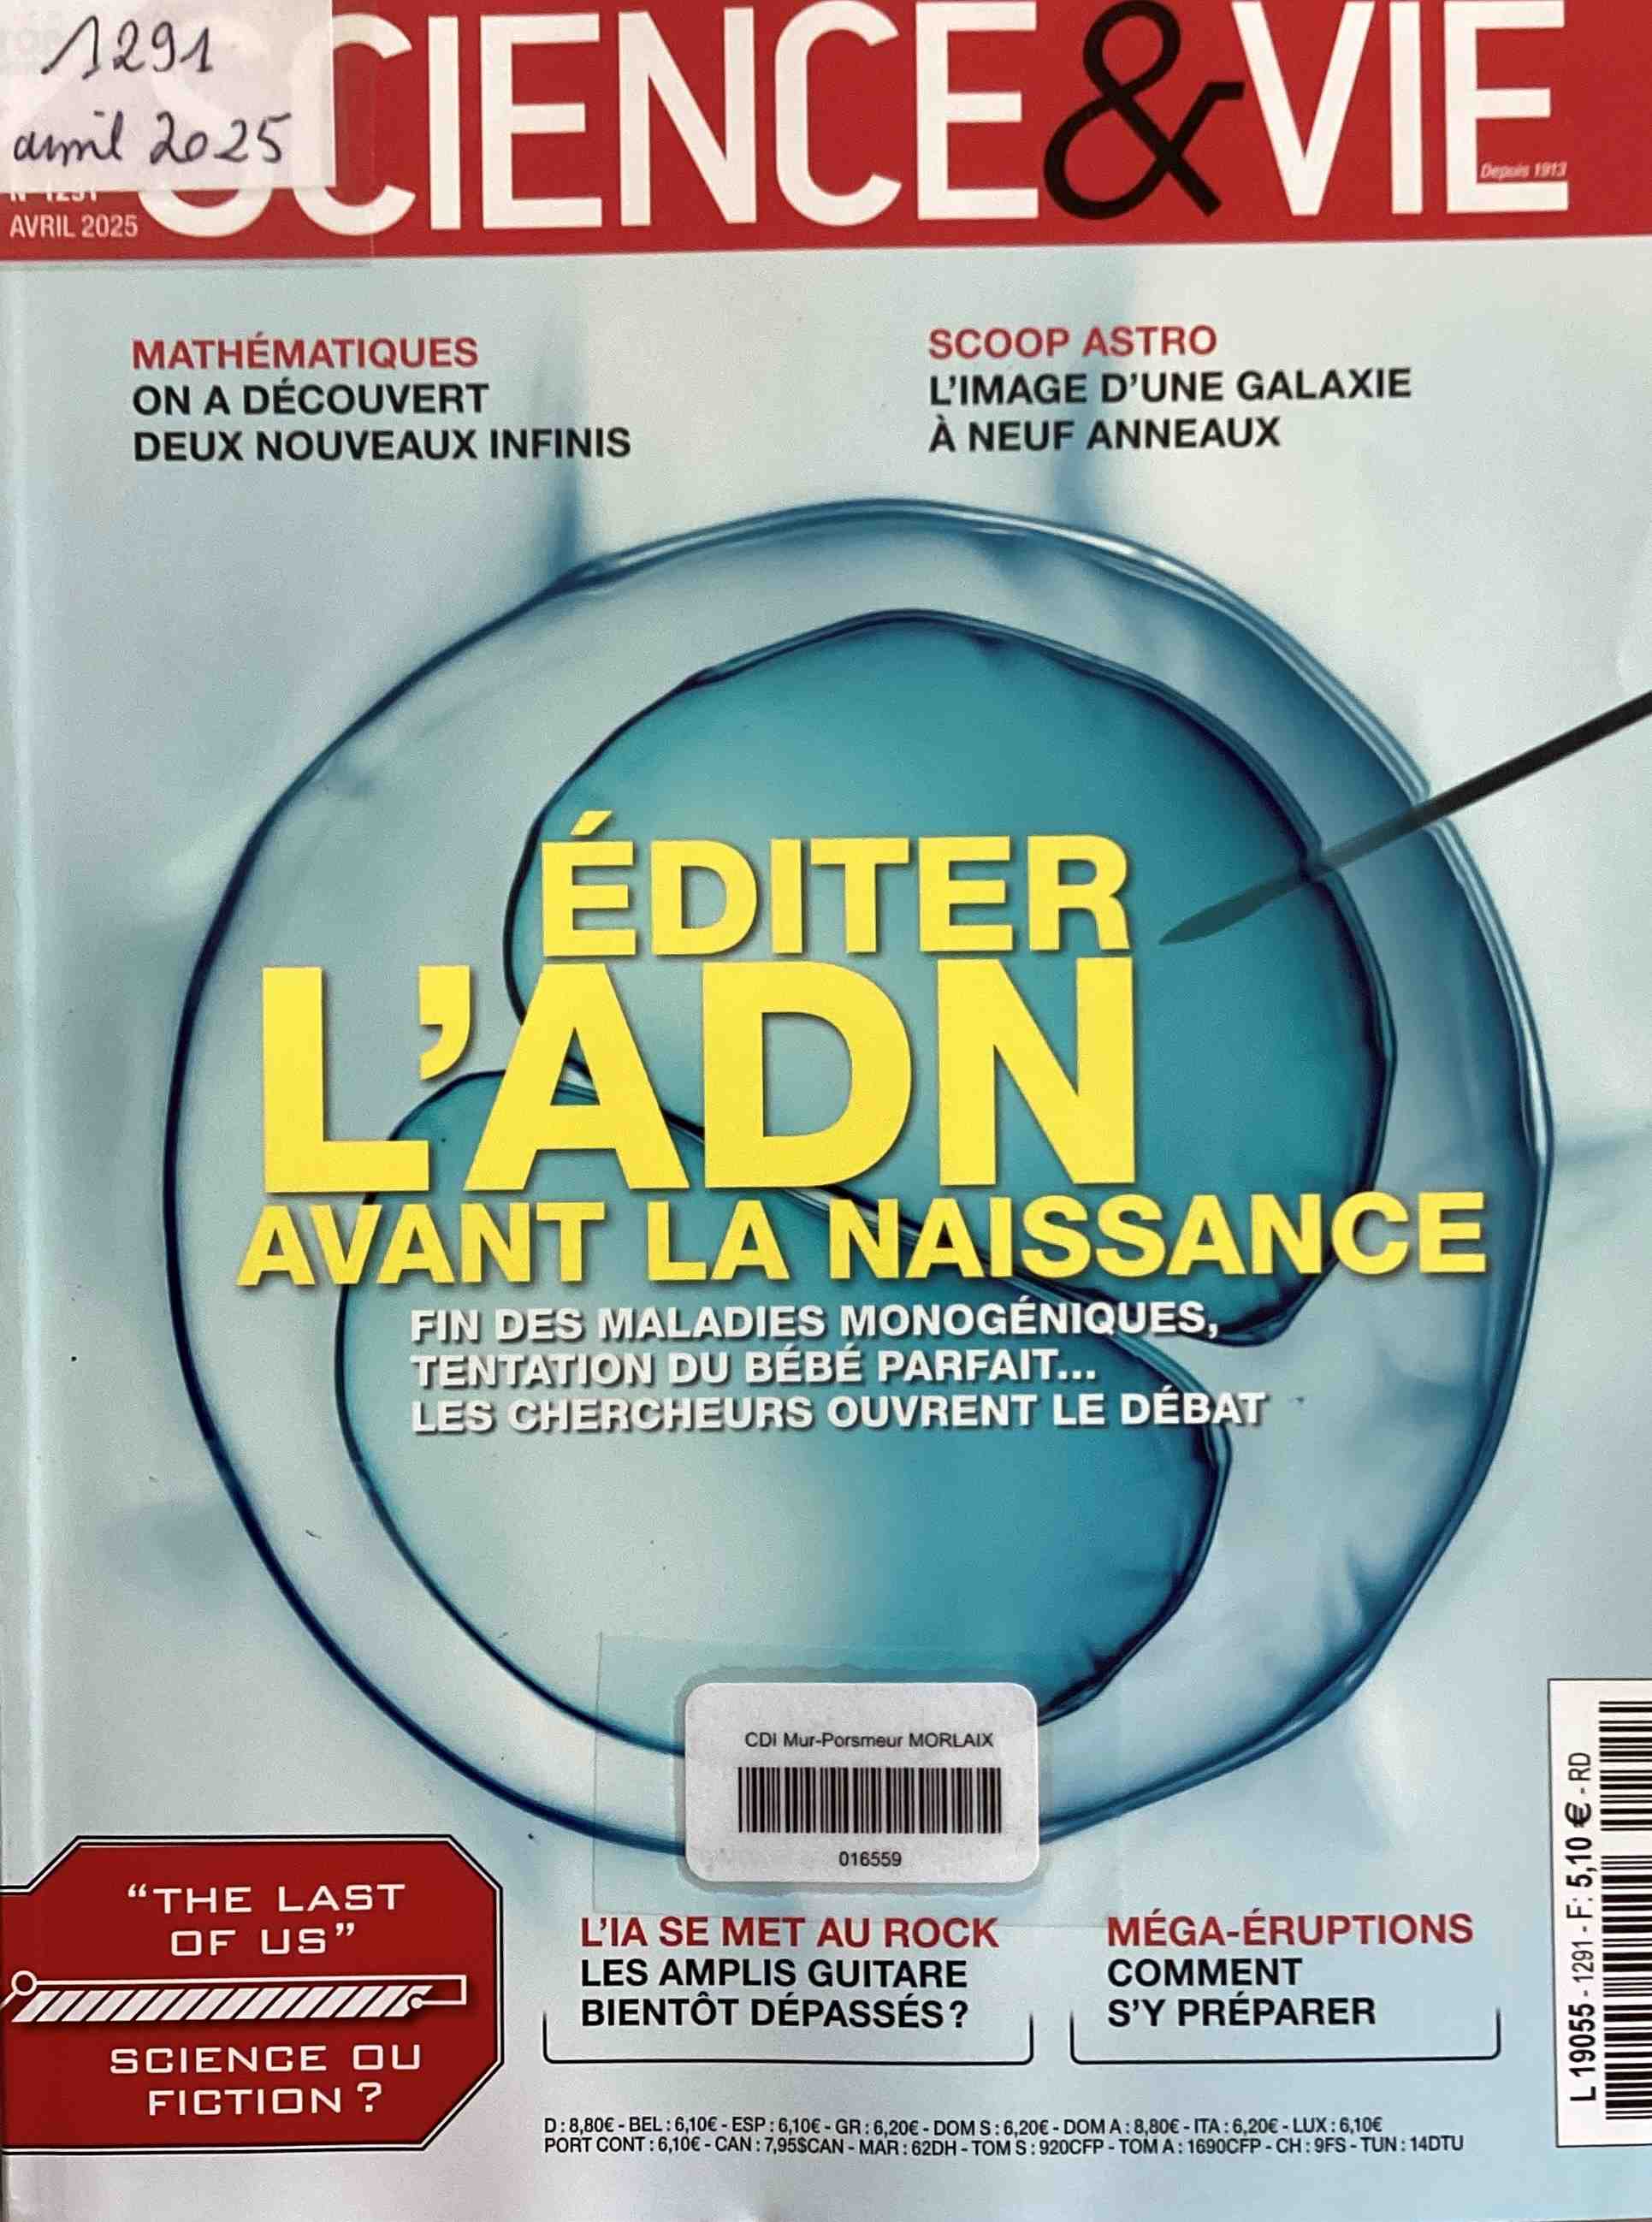 1291
avril 2025
SCIENCE&VIE
Depuis 1913
N° 1291
AVRIL 2025
MATHÉMATIQUES
ON A DÉCOUVERT
DEUX NOUVEAUX INFINIS
SCOOP ASTRO
L'IMAGE D'UNE GALAXIE
À NEUF ANNEAUX
ÉDITER
L'ADN
AVANT LA NAISSANCE
FIN DES MALADIES MONOGÉNIQUES,
TENTATION DU BÉBÉ PARFAIT...
LES CHERCHEURS OUVRENT LE DÉBAT
CDI Mur-Porsmeur MORLAIX
016559
“THE LAST
OF US”
SCIENCE OU
FICTION ?
L'IA SE MET AU ROCK
LES AMPLIS GUITARE
BIENTÔT DÉPASSÉS ?
MÉGA-ÉRUPTIONS
COMMENT
S'Y PRÉPARER
L 19055 - 1291 - F : 5,10 € - RD
D : 8,80€ - BEL : 6,10€ - ESP : 6,10€ - GR : 6,20€ - DOM S : 6,20€ - DOM A : 8,80€ - ITA : 6,20€ - LUX : 6,10€
PORT CONT : 6,10€ - CAN : 7,95$CAN - MAR : 62DH - TOM S : 920CFP - TOM A : 1690CFP - CH : 9FS - TUN : 14DTU